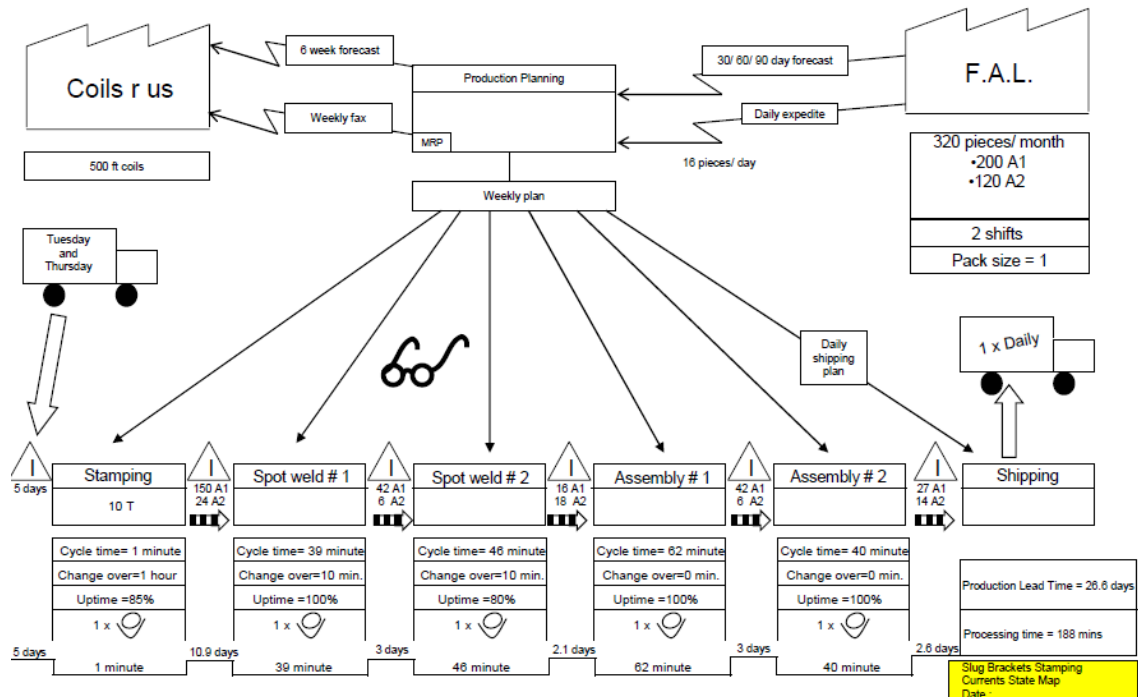 Coils r us
6 week forecast
Weekly fax
500 ft coils
Production Planning
MRP
Weekly plan
30/ 60/ 90 day forecast
Daily expedite
16 pieces/ day
F.A.L.
320 pieces/ month
•200 A1
•120 A2
2 shifts
Pack size = 1
Tuesday
and
Thursday
Daily
shipping
plan
1 x Daily
I
5 days
Stamping
10 T
I
150 A1
24 A2
Spot weld # 1
I
42 A1
6 A2
Spot weld # 2
I
16 A1
18 A2
Assembly # 1
I
42 A1
6 A2
Assembly # 2
I
27 A1
14 A2
Shipping
Cycle time= 1 minute
Change over=1 hour
Uptime =85%
1 x
Cycle time= 39 minute
Change over=10 min.
Uptime =100%
1 x
Cycle time= 46 minute
Change over=10 min.
Uptime =80%
1 x
Cycle time= 62 minute
Change over=0 min.
Uptime =100%
1 x
Cycle time= 40 minute
Change over=0 min.
Uptime =100%
1 x
Production Lead Time = 26.6 days
Processing time = 188 mins
5 days
1 minute
10.9 days
39 minute
3 days
46 minute
2.1 days
62 minute
3 days
40 minute
2.6 days
Slug Brackets Stamping
Currents State Map
Date :